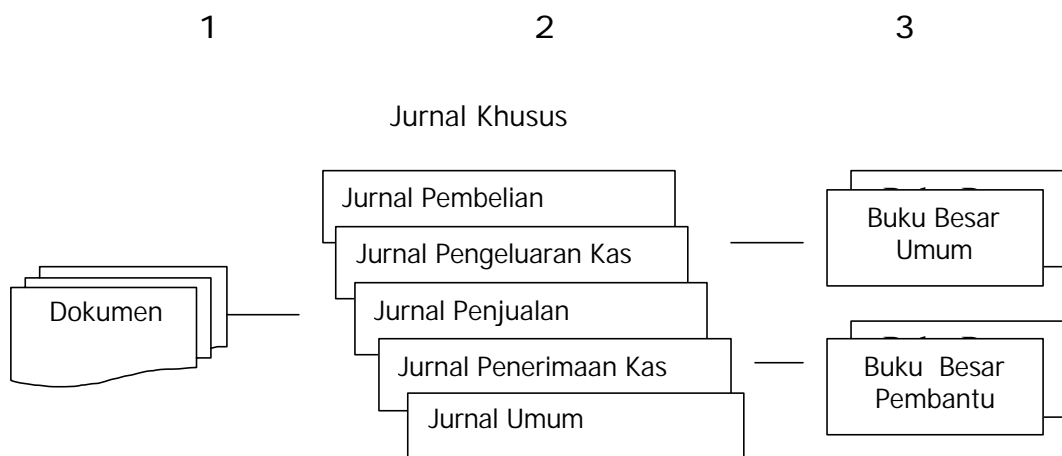 1 2 3
Jurnal Khusus
Jurnal Pembelian
Jurnal Pengeluaran Kas
Jurnal Penjualan
Jurnal Penerimaan Kas
Jurnal Umum
Dokumen
Buku Besar
Umum
Buku Besar
Pembantu